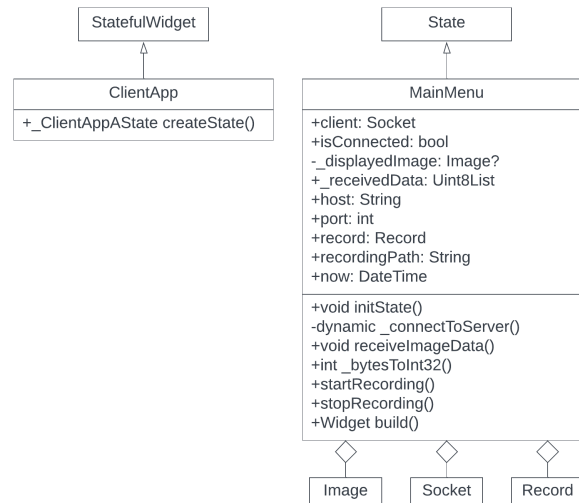 StatefulWidget
ClientApp
+_ClientAppAState createState()
State
MainMenu
+client: Socket
+isConnected: bool
-_displayedImage: Image?
+_receivedData: Uint8List
+host: String
+port: int
+record: Record
+recordingPath: String
+now: DateTime
+void initState()
-dynamic _connectToServer()
+void receiveImageData()
+int _bytesToInt32()
+startRecording()
+stopRecording()
+Widget build()
Image
Socket
Record